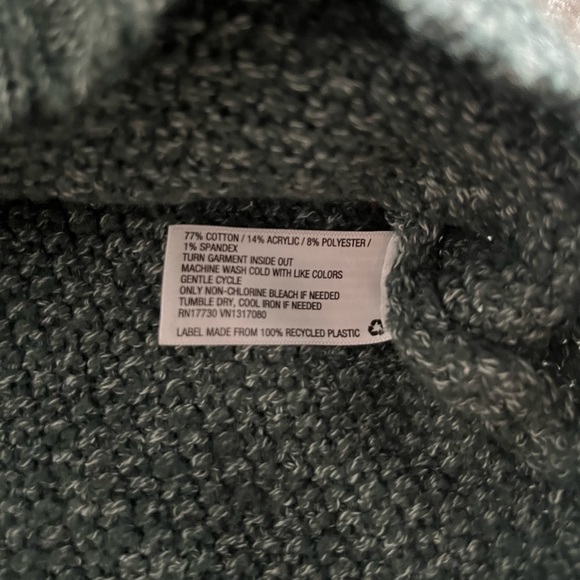 77% COTTON / 14% ACRYLIC / 8% POLYESTER /
1% SPANDEX
TURN GARMENT INSIDE OUT
MACHINE WASH COLD WITH LIKE COLORS
GENTLE CYCLE
ONLY NON-CHLORINE BLEACH IF NEEDED
TUMBLE DRY, COOL IRON IF NEEDED
RN17730 VN1317080
LABEL MADE FROM 100% RECYCLED PLASTIC